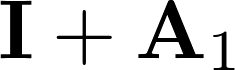 𝐈 + 𝐀₁